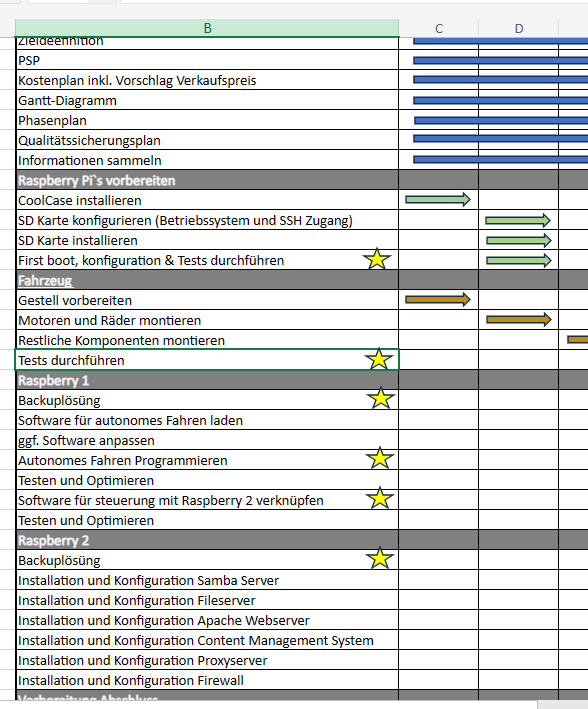 B C D
Zieldeefinition
PSP
Kostenplan inkl. Vorschlag Verkaufspreis
Gantt-Diagramm
Phasenplan
Qualitätssicherungsplan
Informationen sammeln
Raspberry Pi`s vorbereiten
CoolCase installieren
SD Karte konfigurieren (Betriebssystem und SSH Zugang)
SD Karte installieren
First boot, konfiguration & Tests durchführen
Fahrzeug
Gestell vorbereiten
Motoren und Räder montieren
Restliche Komponenten montieren
Tests durchführen
Raspberry 1
Backuplösung
Software für autonomes Fahren laden
ggf. Software anpassen
Autonomes Fahren Programmieren
Testen und Optimieren
Software für steuerung mit Raspberry 2 verknüpfen
Testen und Optimieren
Raspberry 2
Backuplösung
Installation und Konfiguration Samba Server
Installation und Konfiguration Fileserver
Installation und Konfiguration Apache Webserver
Installation und Konfiguration Content Management System
Installation und Konfiguration Proxyserver
Installation und Konfiguration Firewall
Vorbereitung Abschluss